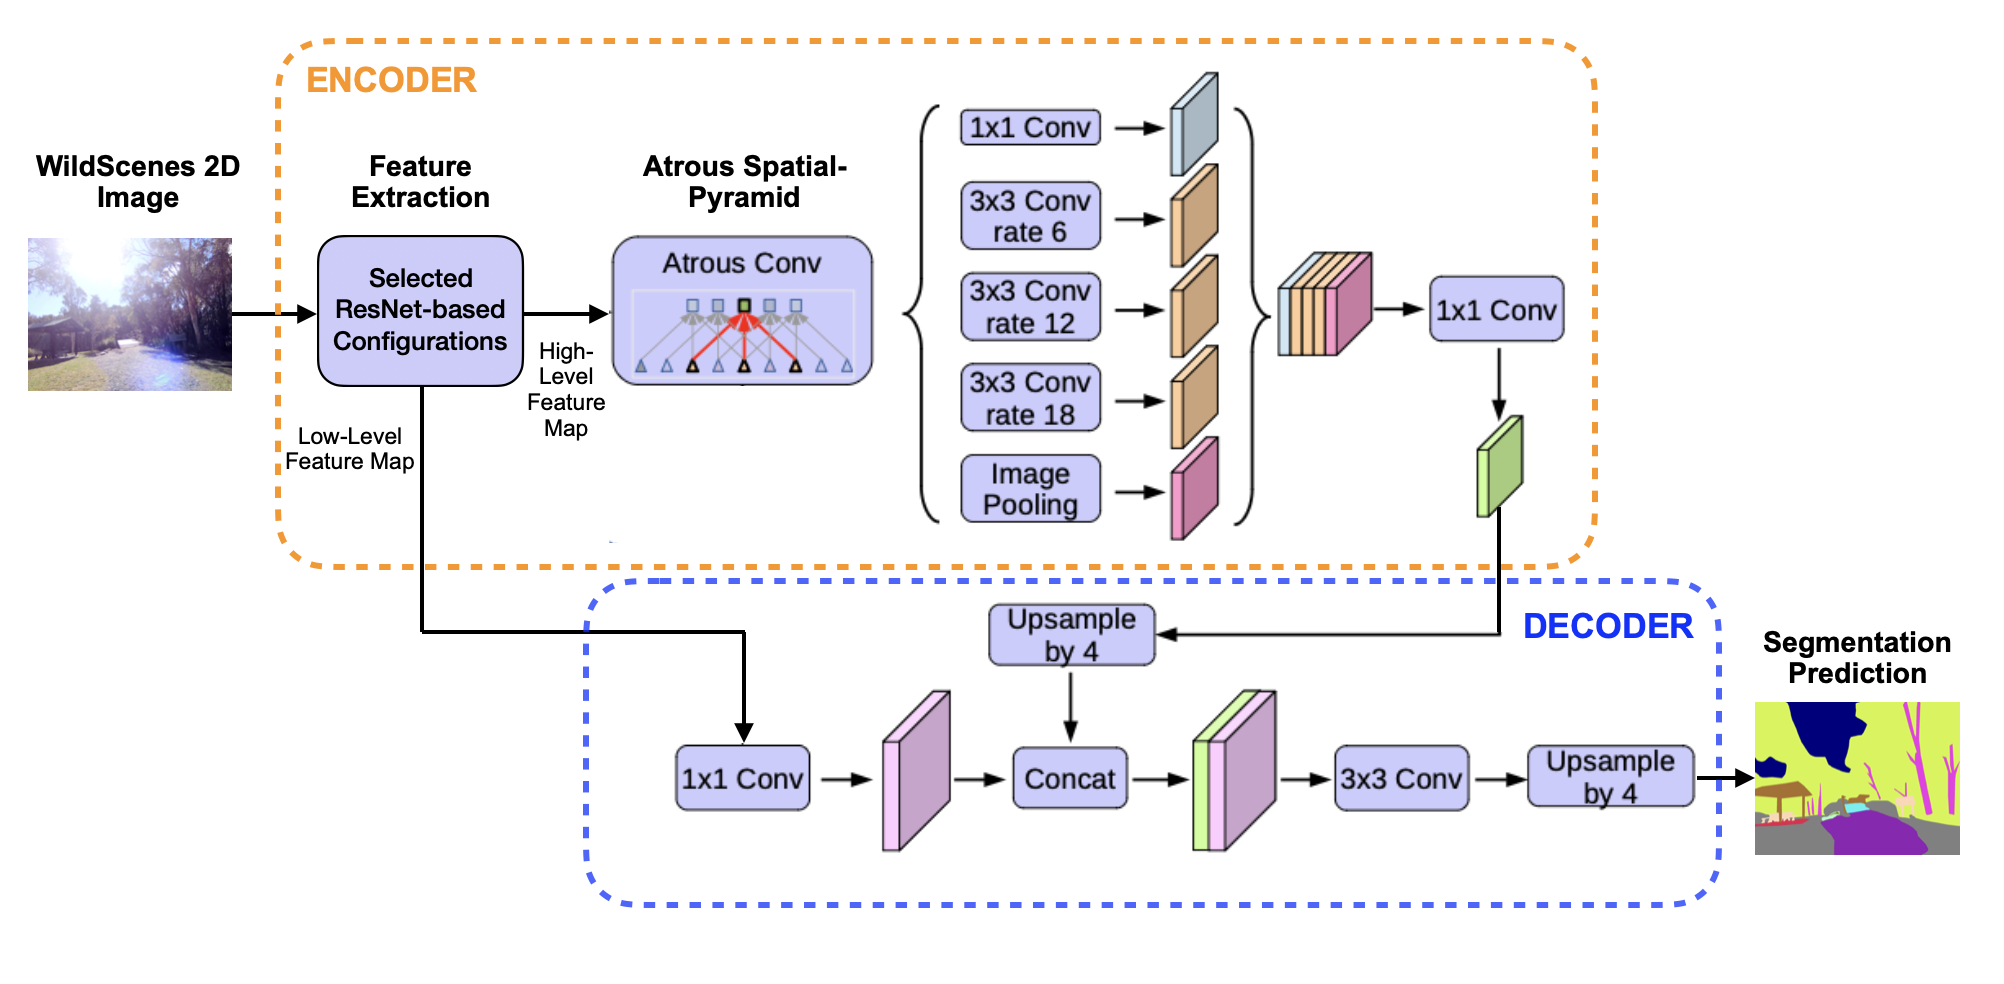 ENCODER
WildScenes 2D
Image
Feature
Extraction
Selected
ResNet-based
Configurations
High-
Level
Feature
Map
Low-Level
Feature Map
Atrous Spatial-
Pyramid
Atrous Conv
1x1 Conv
3x3 Conv
rate 6
3x3 Conv
rate 12
3x3 Conv
rate 18
Image
Pooling
1x1 Conv
DECODER
Upsample
by 4
1x1 Conv
Concat
3x3 Conv
Upsample
by 4
Segmentation
Prediction